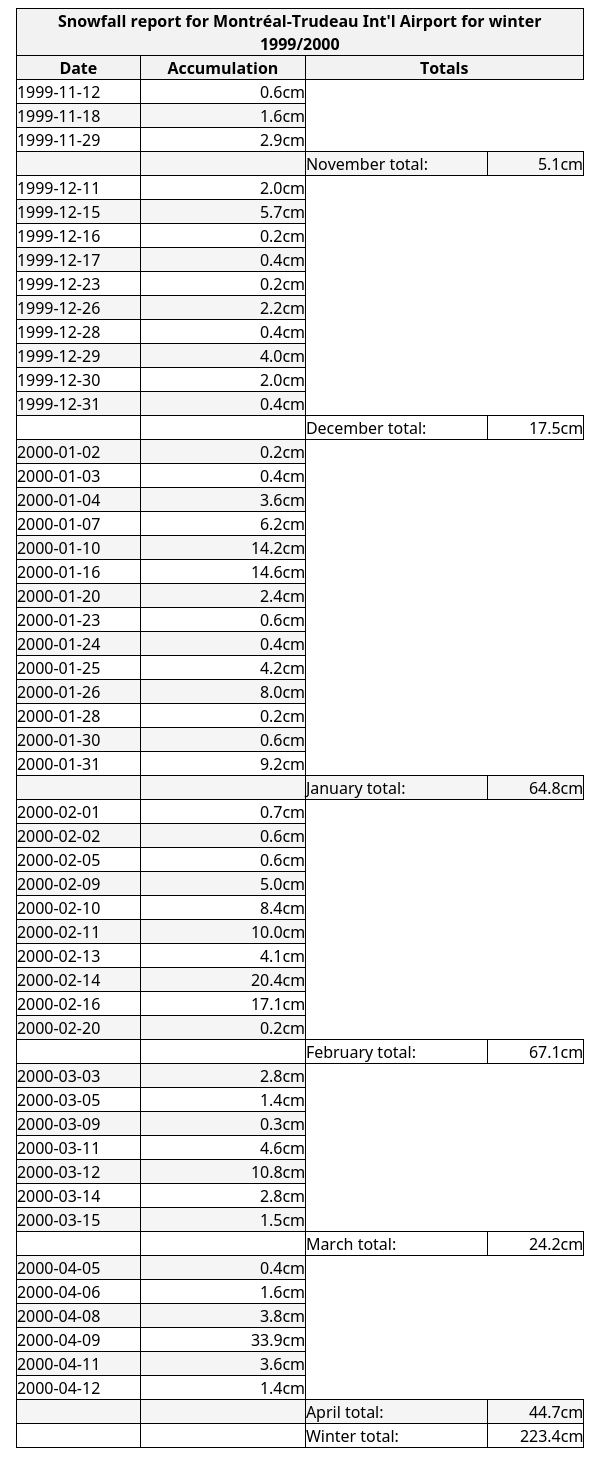 Snowfall report for Montréal-Trudeau Int'l Airport for winter
1999/2000
Date Accumulation Totals
1999-11-12 0.6cm
1999-11-18 1.6cm
1999-11-29 2.9cm
November total: 5.1cm
1999-12-11 2.0cm
1999-12-15 5.7cm
1999-12-16 0.2cm
1999-12-17 0.4cm
1999-12-23 0.2cm
1999-12-26 2.2cm
1999-12-28 0.4cm
1999-12-29 4.0cm
1999-12-30 2.0cm
1999-12-31 0.4cm
December total: 17.5cm
2000-01-02 0.2cm
2000-01-03 0.4cm
2000-01-04 3.6cm
2000-01-07 6.2cm
2000-01-10 14.2cm
2000-01-16 14.6cm
2000-01-20 2.4cm
2000-01-23 0.6cm
2000-01-24 0.4cm
2000-01-25 4.2cm
2000-01-26 8.0cm
2000-01-28 0.2cm
2000-01-30 0.6cm
2000-01-31 9.2cm
January total: 64.8cm
2000-02-01 0.7cm
2000-02-02 0.6cm
2000-02-05 0.6cm
2000-02-09 5.0cm
2000-02-10 8.4cm
2000-02-11 10.0cm
2000-02-13 4.1cm
2000-02-14 20.4cm
2000-02-16 17.1cm
2000-02-20 0.2cm
February total: 67.1cm
2000-03-03 2.8cm
2000-03-05 1.4cm
2000-03-09 0.3cm
2000-03-11 4.6cm
2000-03-12 10.8cm
2000-03-14 2.8cm
2000-03-15 1.5cm
March total: 24.2cm
2000-04-05 0.4cm
2000-04-06 1.6cm
2000-04-08 3.8cm
2000-04-09 33.9cm
2000-04-11 3.6cm
2000-04-12 1.4cm
April total: 44.7cm
Winter total: 223.4cm